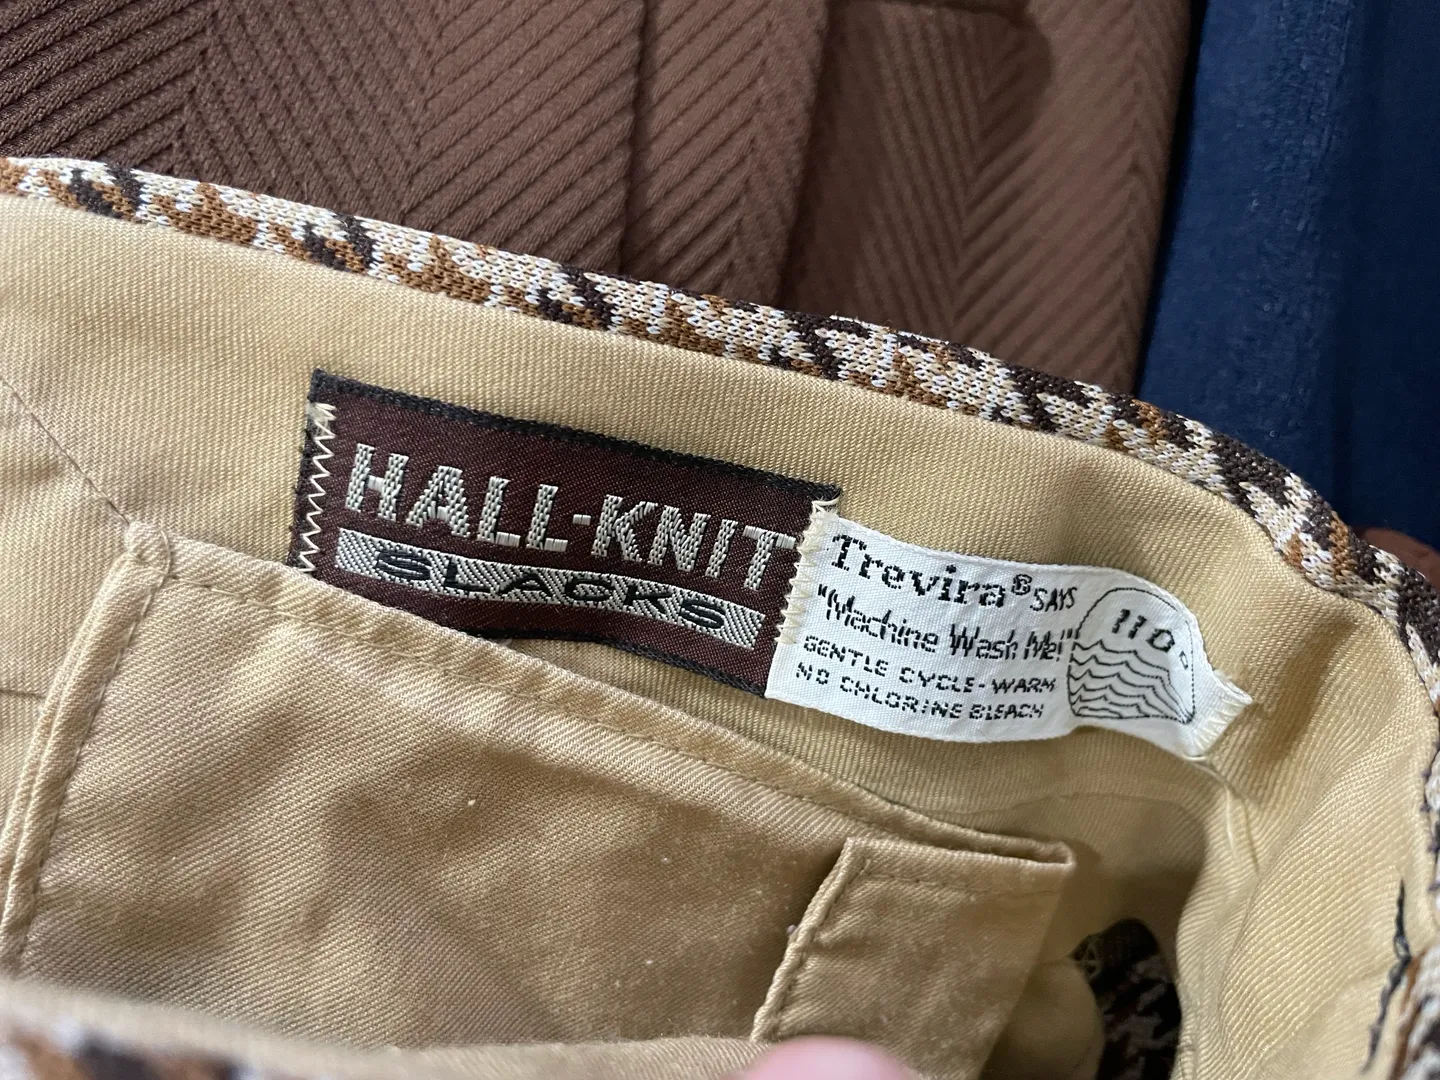 HALL-KNIT
SLACKS
Trevira® SAYS
"Machine Wash Me!"
GENTLE CYCLE-WARM
NO CHLORINE BLEACH
110°